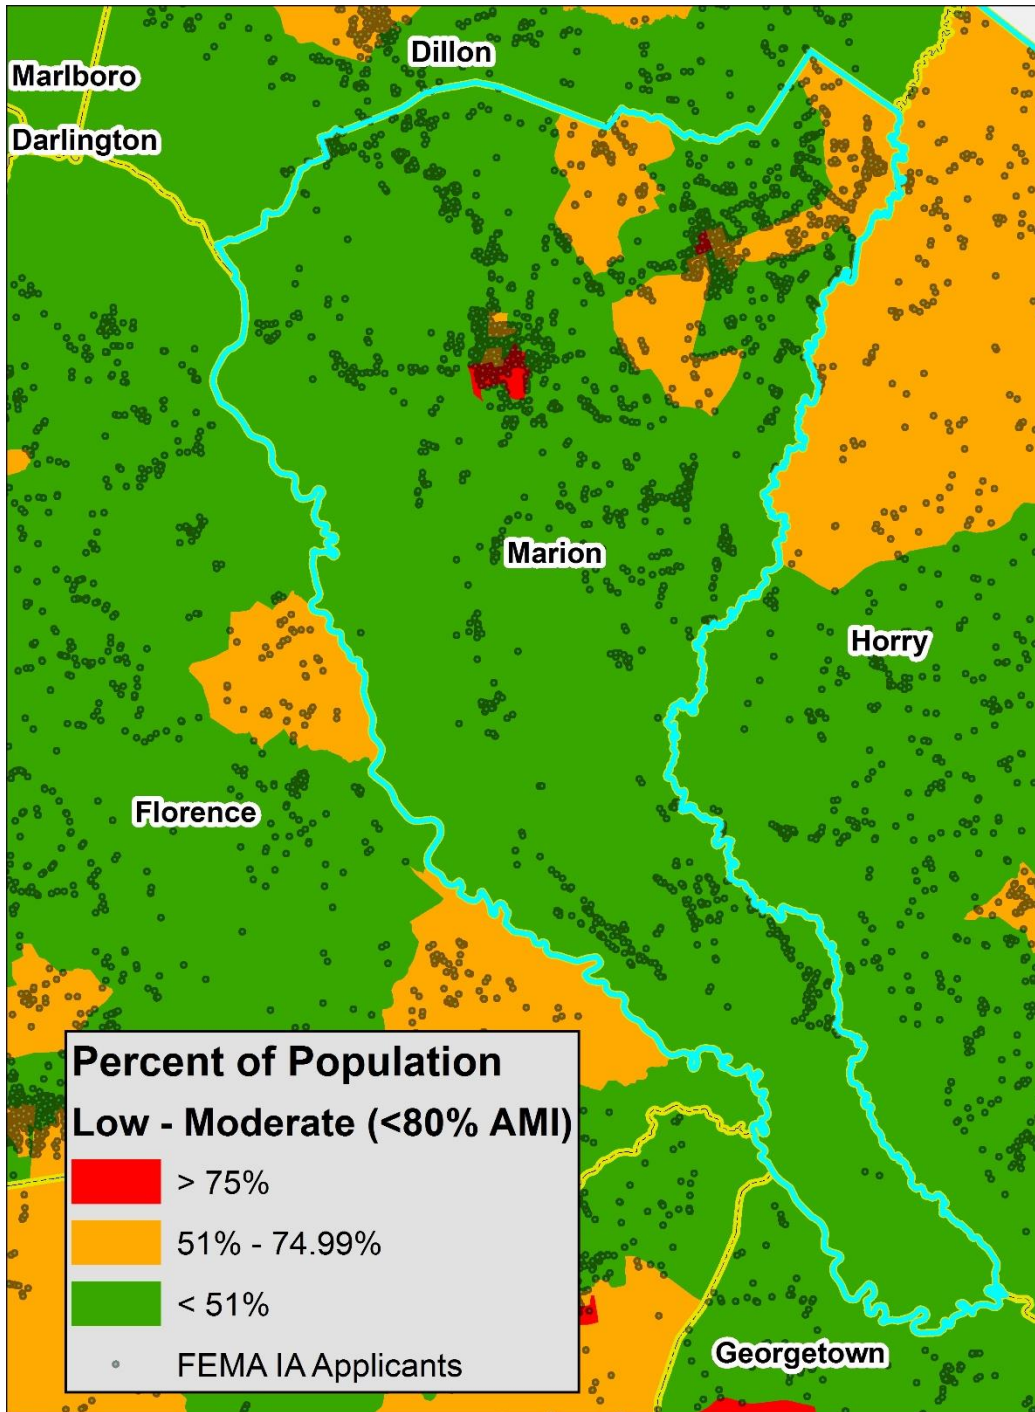 Dillon
Marlboro
Darlington
Marion
Horry
Florence
Percent of Population
Low - Moderate (<80% AMI)
> 75%
51% - 74.99%
< 51%
FEMA IA Applicants
Georgetown